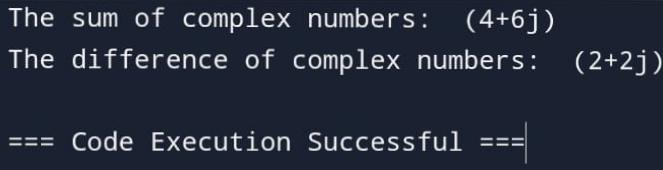 The sum of complex numbers:  (4+6j)
The difference of complex numbers:  (2+2j)
=== Code Execution Successful ===